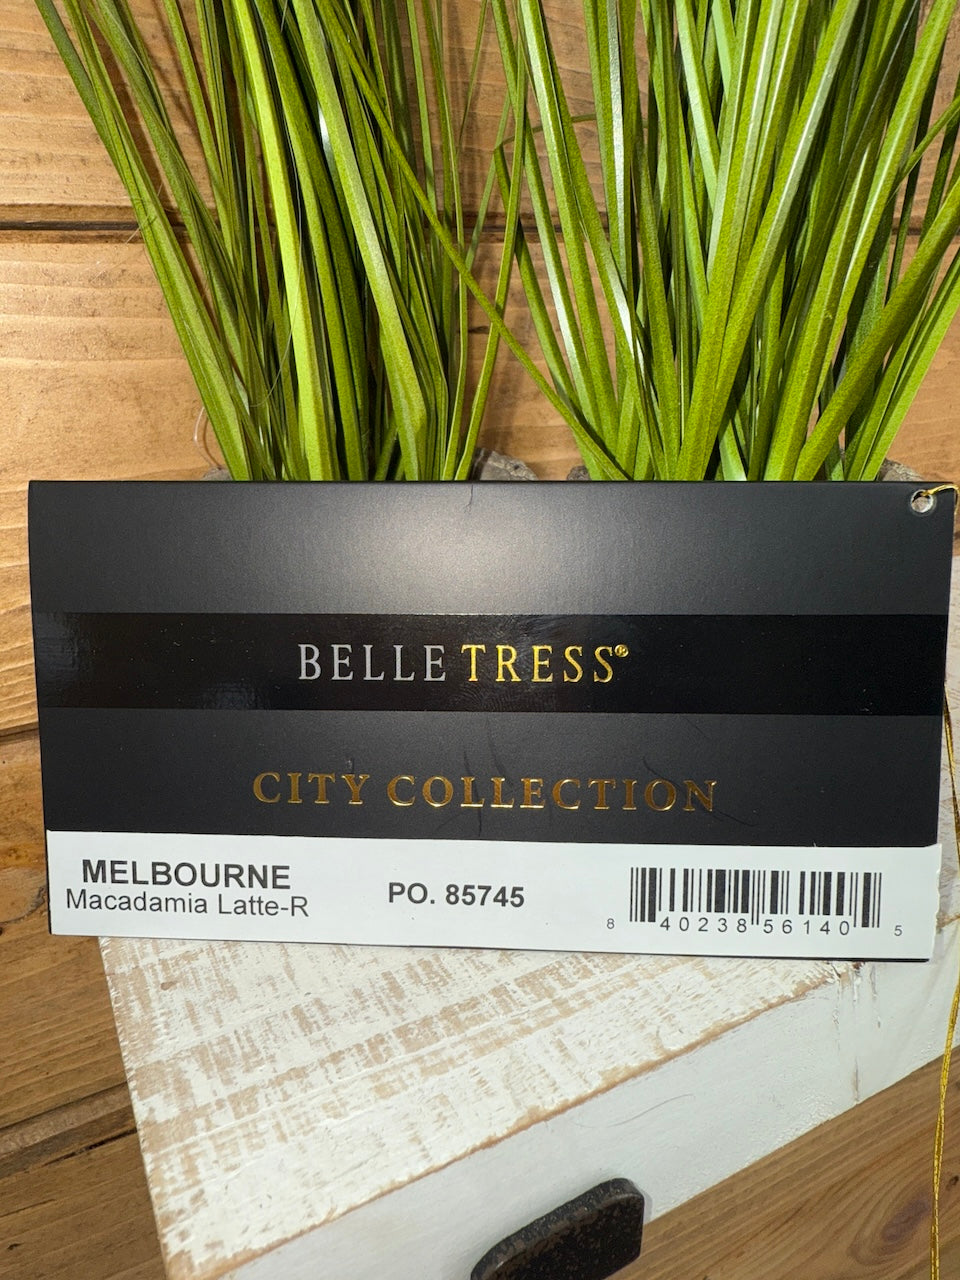 BELLE TRESS®
CITY COLLECTION
MELBOURNE
Macadamia Latte-R
PO. 85745
8 40238 56140 5